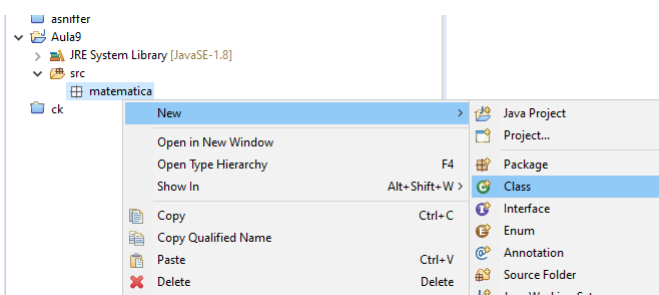 asniffer
Aula9
JRE System Library [JavaSE-1.8]
src
matematica
ck
New
Open in New Window
Open Type Hierarchy F4
Show In Alt+Shift+W >
Copy Ctrl+C
Copy Qualified Name
Paste Ctrl+V
Delete Delete
Java Project
Project...
Package
Class
Interface
Enum
Annotation
Source Folder